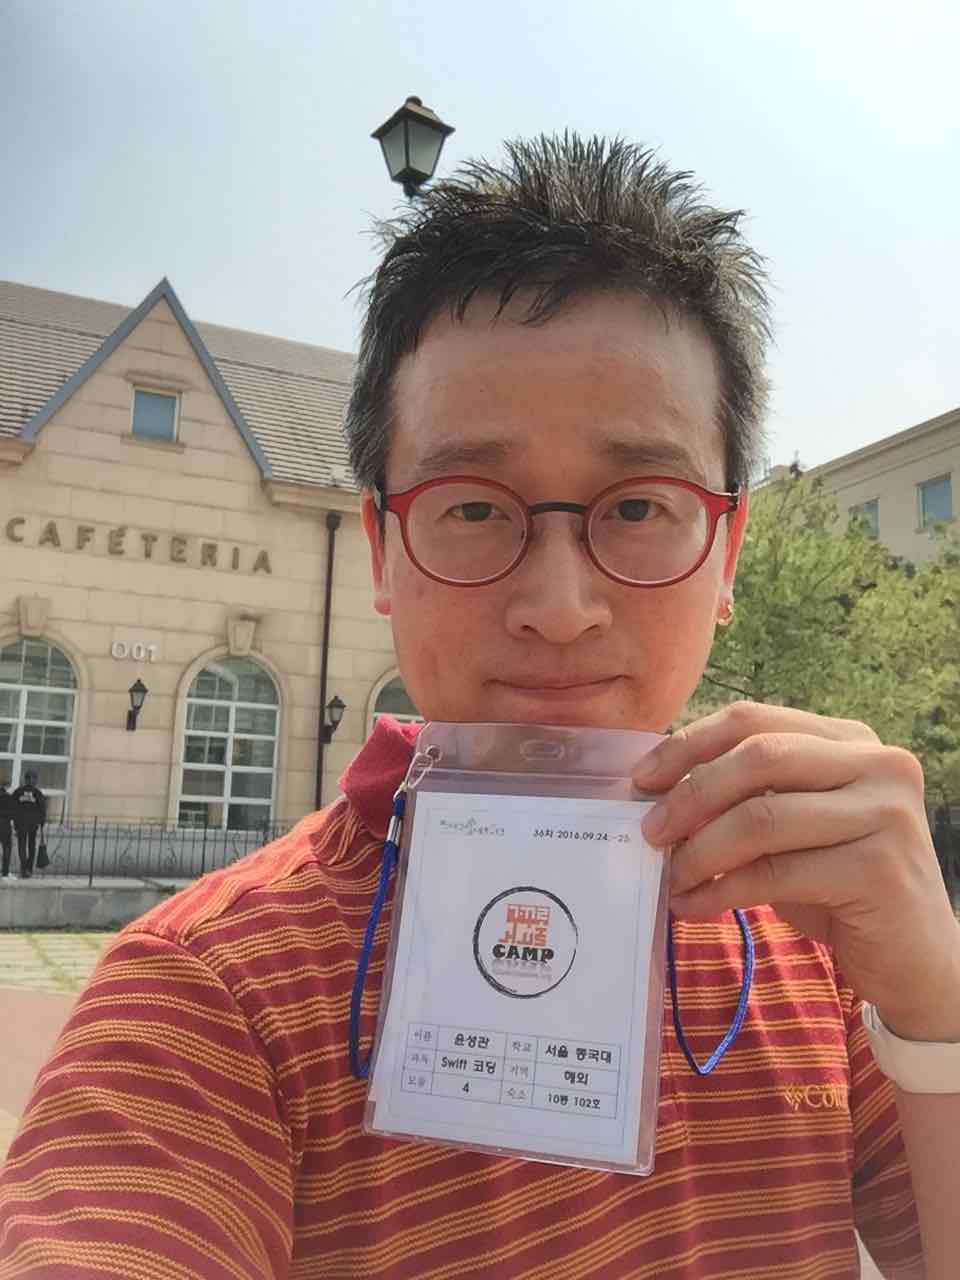 CAFÉTERIA
001
36차 2016.09.24.-25.
CAMP
이름 윤성관 학교 서울 동국대
과목 Swift 코딩 지역 해외
모둠 4 숙소 10동 102호